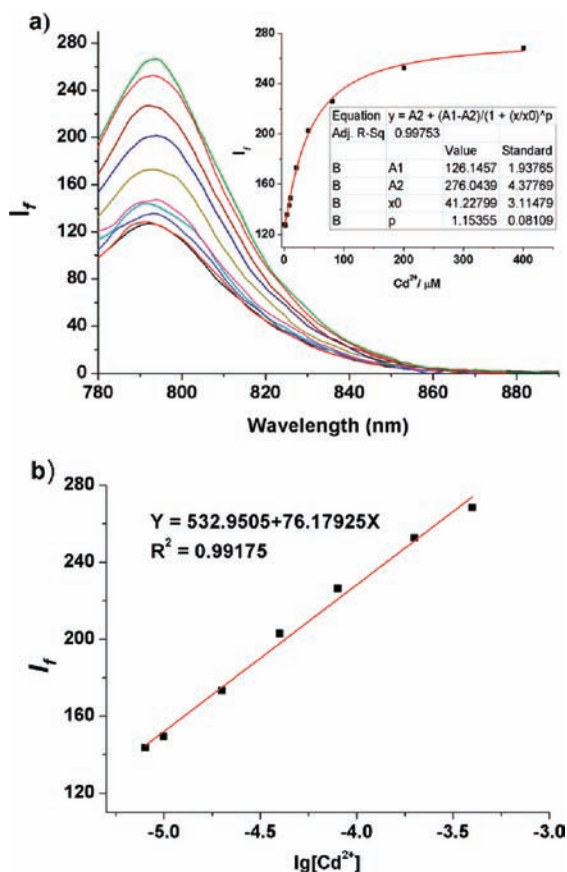 a)
280
240
200
160
120
80
40
0
780
800
820
840
860
880
Wavelength (nm)
I_f
280
240
200
160
120
80
0
100
200
300
400
Cd²⁺/ μM
I_f
Equation y = A2 + (A1-A2)/(1 + (x/x0)^p
Adj. R-Sq 0.99753
Value Standard
B A1 126.1457 1.93765
B A2 276.0439 4.37769
B x0 41.22799 3.11479
B p 1.15355 0.08109
b)
Y = 532.9505+76.17925X
R² = 0.99175
280
240
200
160
120
-5.0
-4.5
-4.0
-3.5
-3.0
lg[Cd²⁺]
I_f